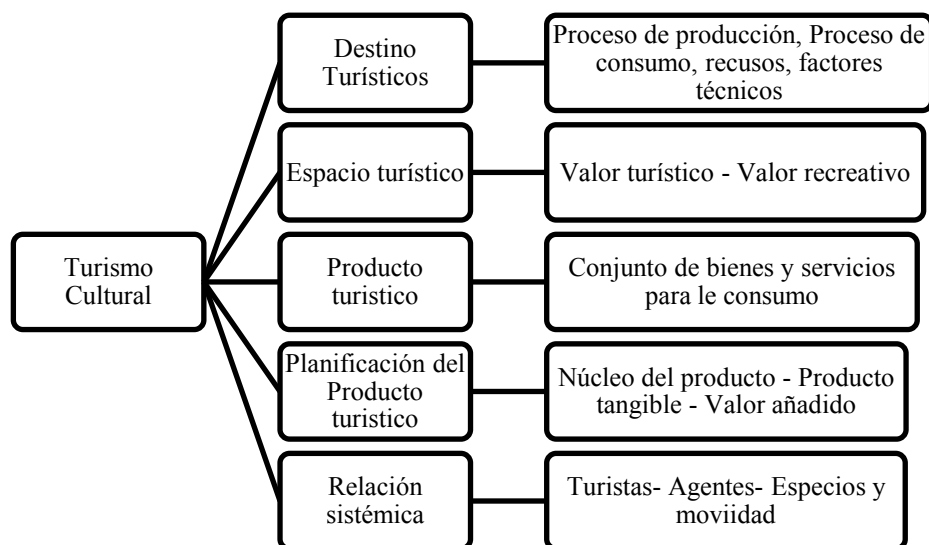 Turismo
Cultural
Destino
Turísticos
Proceso de producción, Proceso de
consumo, recusos, factores
técnicos
Espacio turístico
Valor turístico - Valor recreativo
Producto
turistico
Conjunto de bienes y servicios
para le consumo
Planificación del
Producto
turistico
Núcleo del producto - Producto
tangible - Valor añadido
Relación
sistémica
Turistas- Agentes- Especios y
moviidad